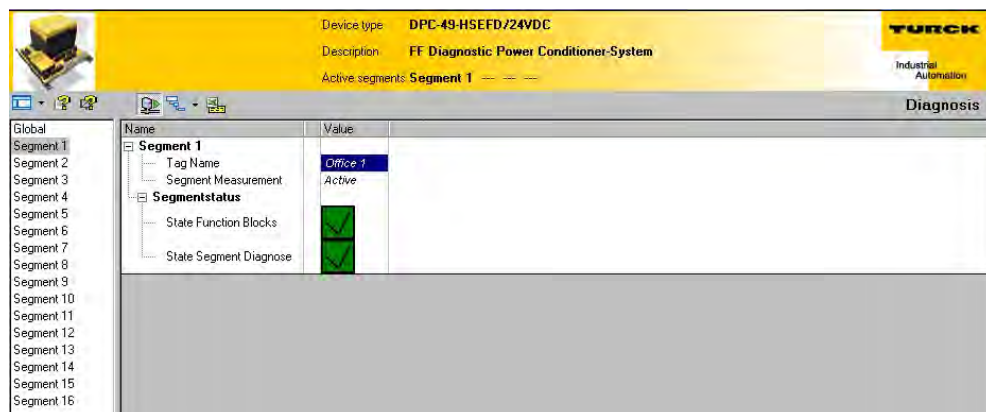 Device type DPC-49-HSEFD/24VDC
TURCK
Description FF Diagnostic Power Conditioner-System
Industrial
Automation
Active segments Segment 1 — — —
Diagnosis
Global
Segment 1
Segment 2
Segment 3
Segment 4
Segment 5
Segment 6
Segment 7
Segment 8
Segment 9
Segment 10
Segment 11
Segment 12
Segment 13
Segment 14
Segment 15
Segment 16
Name Value
Segment 1
Tag Name Office 1
Segment Measurement Active
Segmentstatus
State Function Blocks
State Segment Diagnose